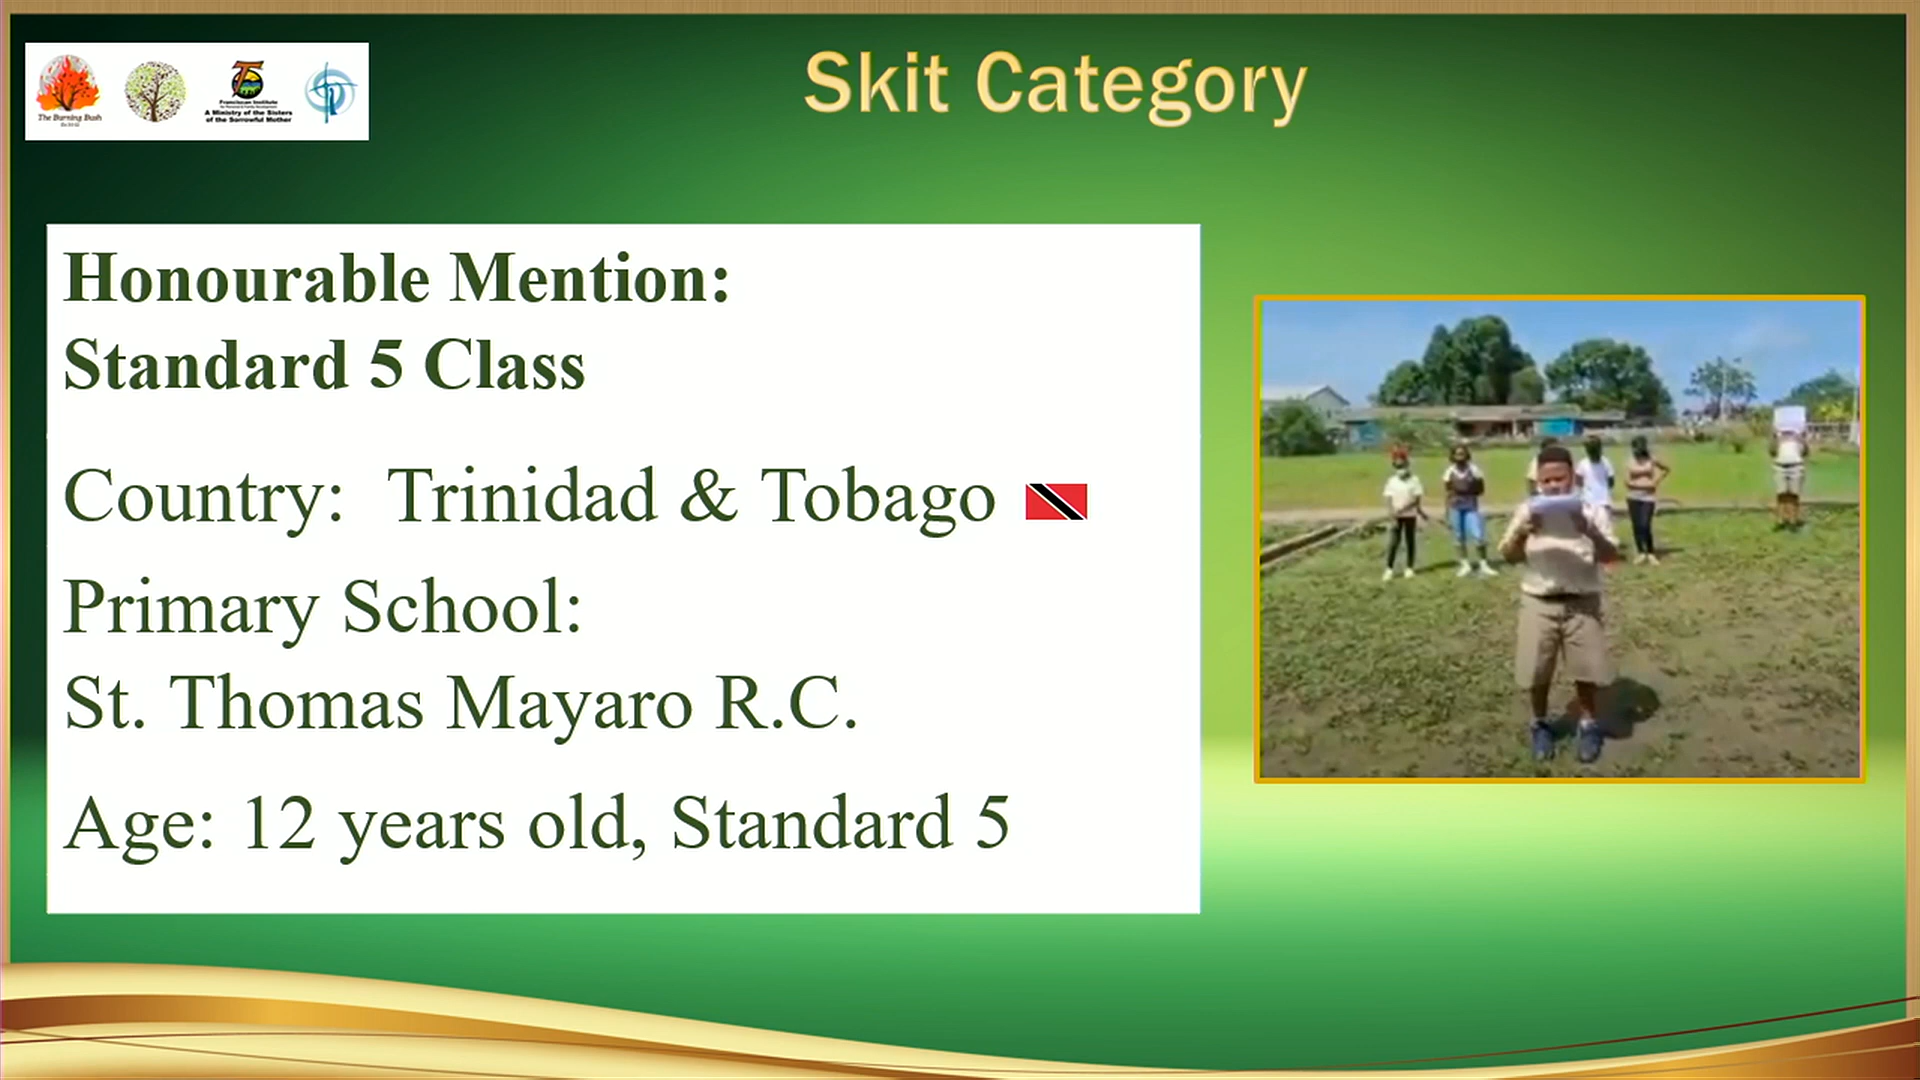 Skit Category
The Burning Bush
Franciscan Institute
A Ministry of the Sisters
of the Sorrowful Mother
Honourable Mention:
Standard 5 Class
Country: Trinidad & Tobago
Primary School:
St. Thomas Mayaro R.C.
Age: 12 years old, Standard 5